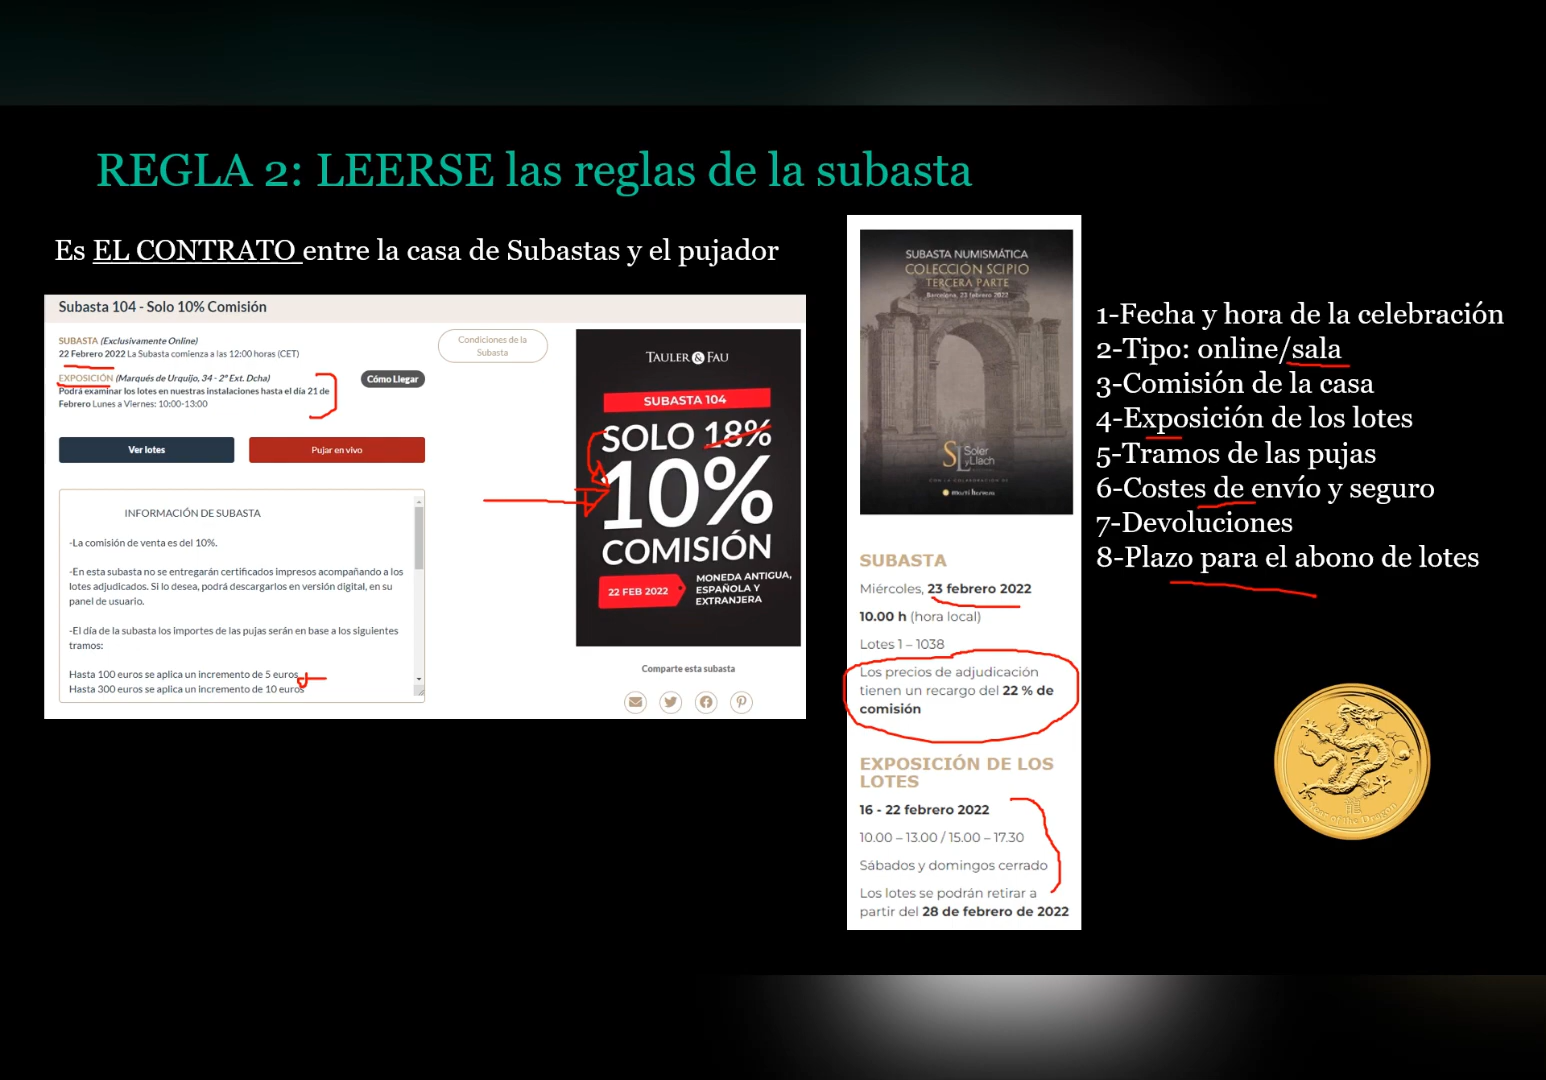 REGLA 2: LEERSE las reglas de la subasta
Es EL CONTRATO entre la casa de Subastas y el pujador
Subasta 104 - Solo 10% Comisión
SUBASTA (Exclusivamente Online)
22 Febrero 2022 La Subasta comienza a las 12:00 horas (CET)
EXPOSICIÓN (Marqués de Urquijo, 34 - 2º Ext. Dcha)
Podrá examinar los lotes en nuestras instalaciones hasta el día 21 de
Febrero Lunes a Viernes: 10:00-13:00
Cómo Llegar
Condiciones de la
Subasta
Ver lotes
Pujar en vivo
INFORMACIÓN DE SUBASTA
-La comisión de venta es del 10%.
-En esta subasta no se entregarán certificados impresos acompañando a los
lotes adjudicados. Si lo desea, podrá descargarlos en versión digital, en su
panel de usuario.
-El día de la subasta los importes de las pujas serán en base a los siguientes
tramos:
Hasta 100 euros se aplica un incremento de 5 euros
Hasta 300 euros se aplica un incremento de 10 euros
TAULER & FAU
SUBASTA 104
SOLO 18%
10%
COMISIÓN
22 FEB 2022
MONEDA ANTIGUA,
ESPAÑOLA Y
EXTRANJERA
Comparte esta subasta
SUBASTA NUMISMÁTICA
COLECCIÓN SCIPIO
TERCERA PARTE
Barcelona, 23 febrero 2022
Soler
y Llach
CON LA COLABORACIÓN DE
SUBASTA
Miércoles, 23 febrero 2022
10.00 h (hora local)
Lotes 1 – 1038
Los precios de adjudicación
tienen un recargo del 22 % de
comisión
EXPOSICIÓN DE LOS
LOTES
16 - 22 febrero 2022
10.00 – 13.00 / 15.00 – 17.30
Sábados y domingos cerrado
Los lotes se podrán retirar a
partir del 28 de febrero de 2022
1-Fecha y hora de la celebración
2-Tipo: online/sala
3-Comisión de la casa
4-Exposición de los lotes
5-Tramos de las pujas
6-Costes de envío y seguro
7-Devoluciones
8-Plazo para el abono de lotes
龍
Year of the Dragon